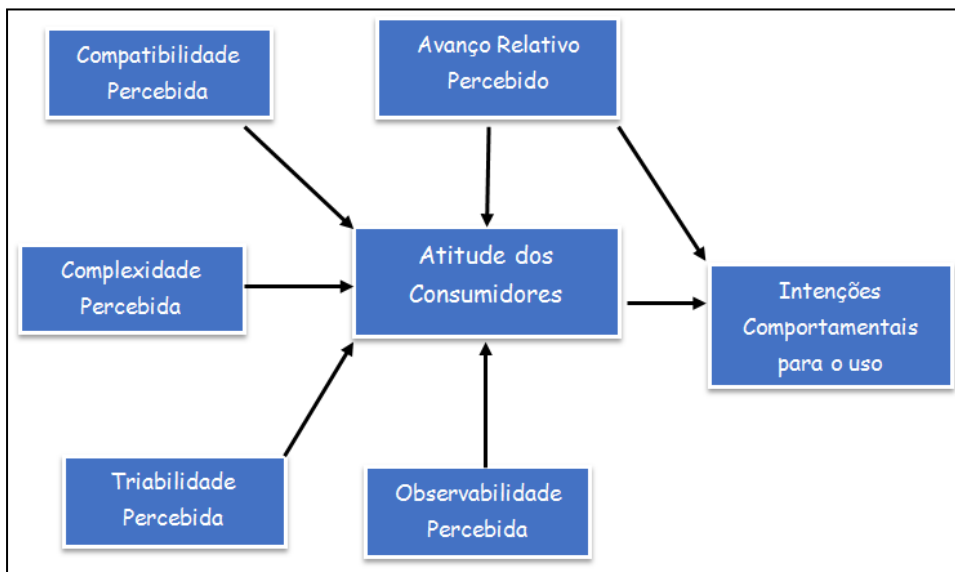 Compatibilidade
Percebida
Avanço Relativo
Percebido
Complexidade
Percebida
Atitude dos
Consumidores
Intenções
Comportamentais
para o uso
Triabilidade
Percebida
Observabilidade
Percebida